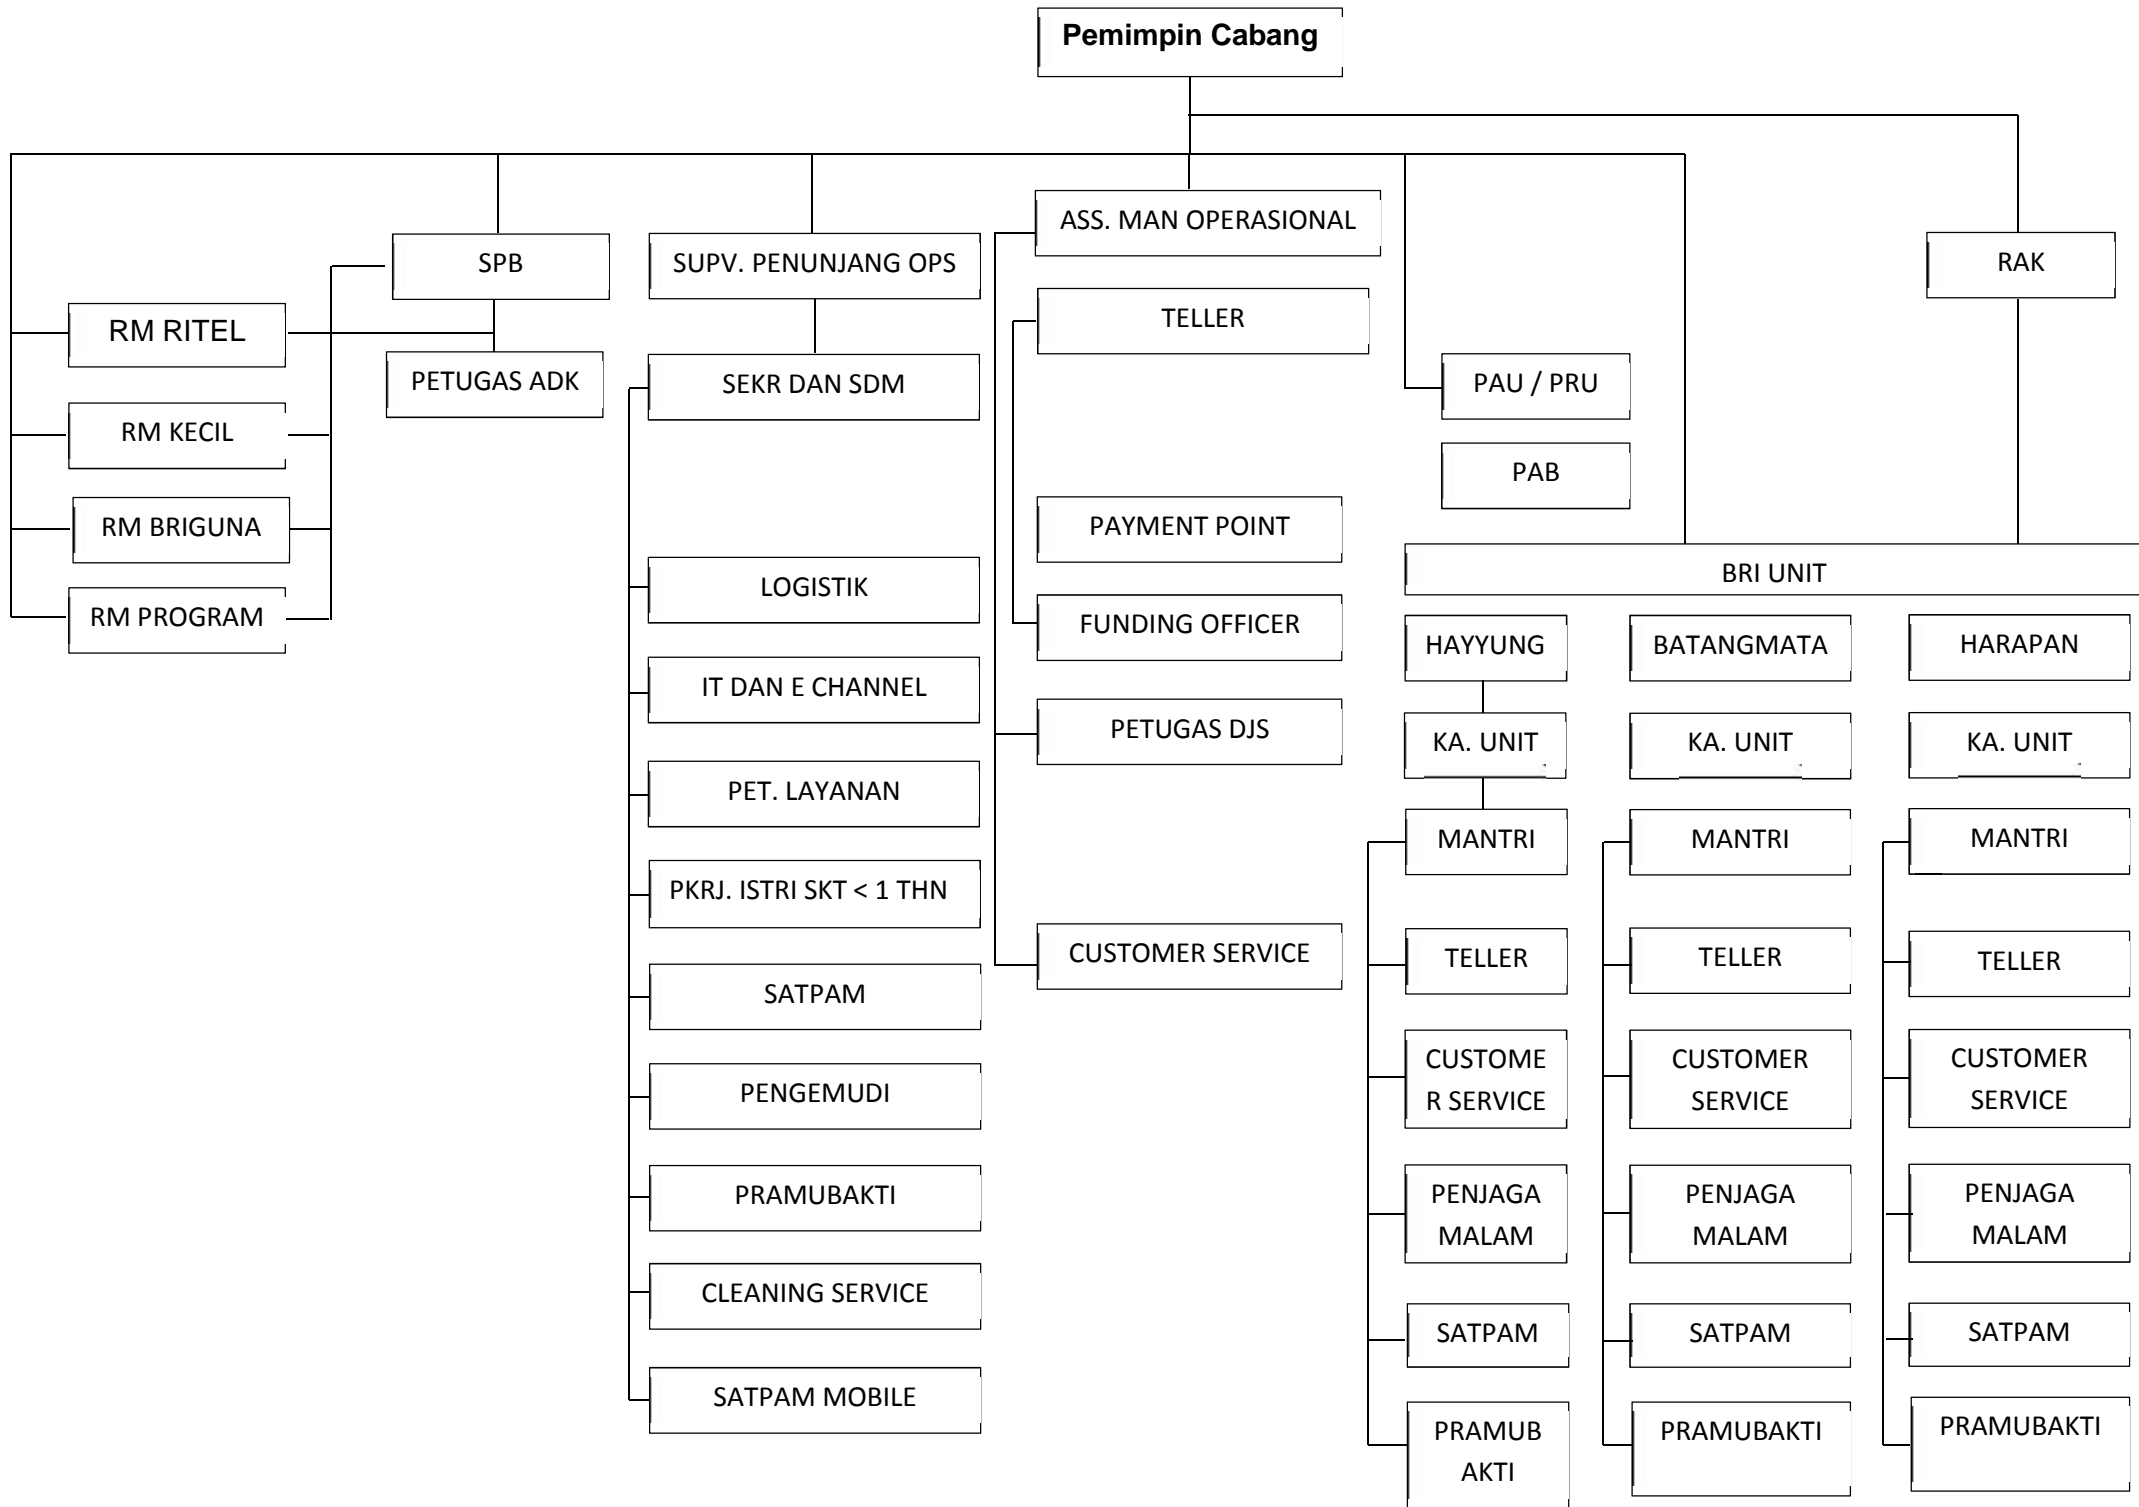 Pemimpin Cabang
ASS. MAN OPERASIONAL
SPB
SUPV. PENUNJANG OPS
RAK
RM RITEL
TELLER
PETUGAS ADK
SEKR DAN SDM
PAU / PRU
RM KECIL
PAB
RM BRIGUNA
PAYMENT POINT
BRI UNIT
LOGISTIK
RM PROGRAM
FUNDING OFFICER
HAYYUNG
BATANGMATA
HARAPAN
IT DAN E CHANNEL
PETUGAS DJS
KA. UNIT
KA. UNIT
KA. UNIT
PET. LAYANAN
MANTRI
MANTRI
MANTRI
PKRJ. ISTRI SKT < 1 THN
CUSTOMER SERVICE
TELLER
TELLER
TELLER
SATPAM
CUSTOME
R SERVICE
CUSTOMER
SERVICE
CUSTOMER
SERVICE
PENGEMUDI
PRAMUBAKTI
PENJAGA
MALAM
PENJAGA
MALAM
PENJAGA
MALAM
CLEANING SERVICE
SATPAM
SATPAM
SATPAM
SATPAM MOBILE
PRAMUB
AKTI
PRAMUBAKTI
PRAMUBAKTI